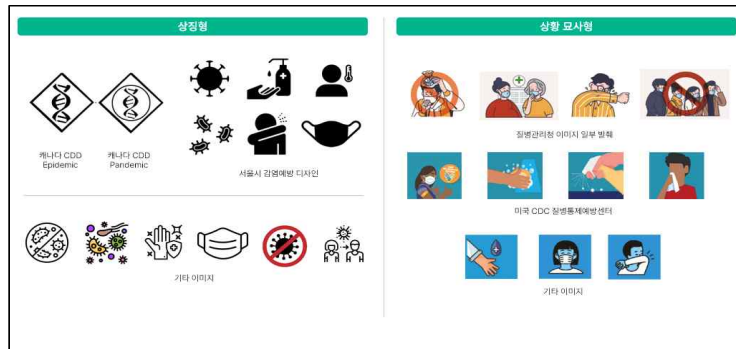 상징형
상황 묘사형
캐나다 CDD
Epidemic
캐나다 CDD
Pandemic
서울시 감염예방 디자인
기타 이미지
질병관리청 이미지 일부 발췌
미국 CDC 질병통제예방센터
기타 이미지